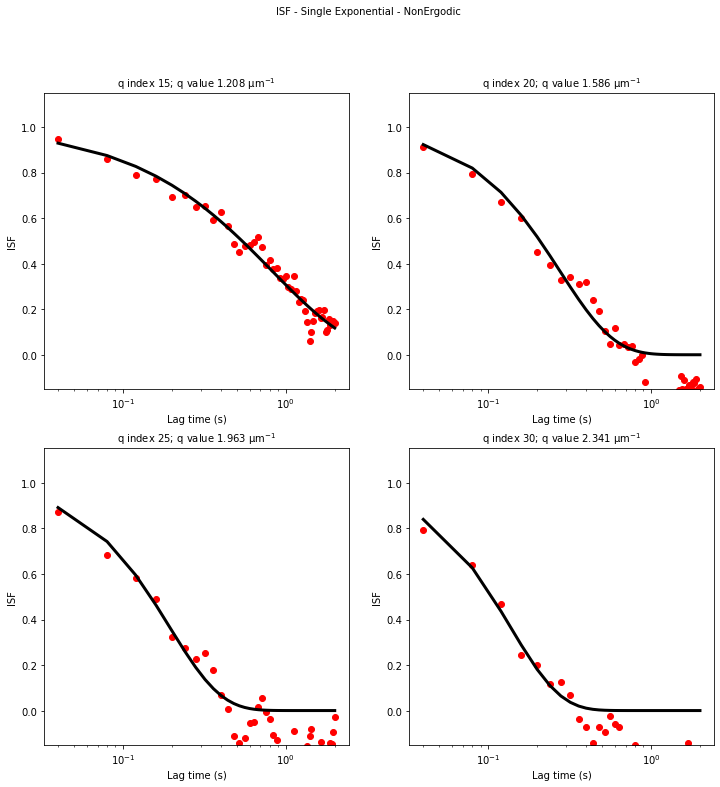 ISF - Single Exponential - NonErgodic
q index 15; q value 1.208 μm⁻¹
q index 20; q value 1.586 μm⁻¹
1.0
0.8
0.6
0.4
0.2
0.0
ISF
10⁻¹
10⁰
Lag time (s)
1.0
0.8
0.6
0.4
0.2
0.0
ISF
10⁻¹
10⁰
Lag time (s)
q index 25; q value 1.963 μm⁻¹
q index 30; q value 2.341 μm⁻¹
1.0
0.8
0.6
0.4
0.2
0.0
ISF
10⁻¹
10⁰
Lag time (s)
1.0
0.8
0.6
0.4
0.2
0.0
ISF
10⁻¹
10⁰
Lag time (s)